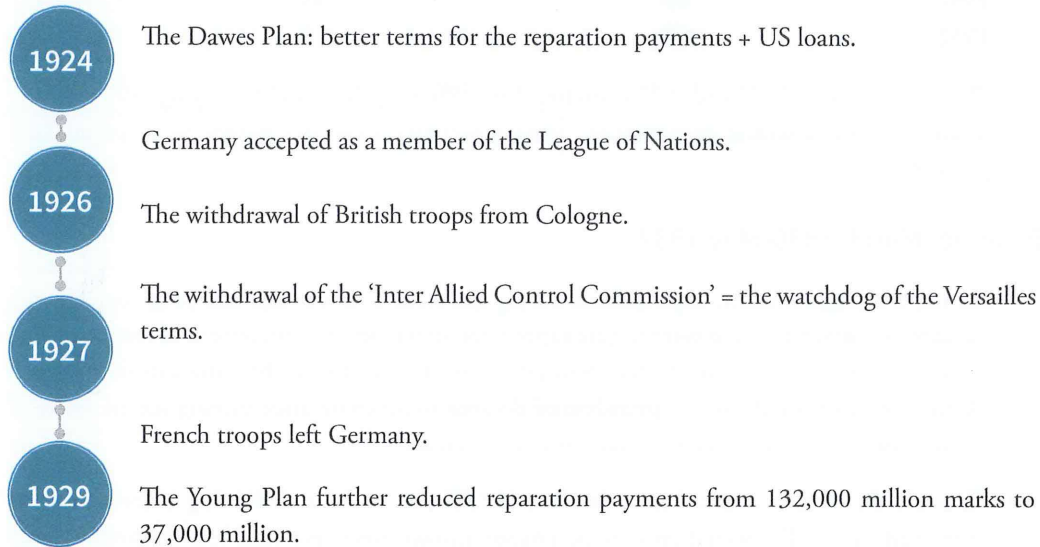 1924
The Dawes Plan: better terms for the reparation payments + US loans.
Germany accepted as a member of the League of Nations.
1926
The withdrawal of British troops from Cologne.
The withdrawal of the ‘Inter Allied Control Commission’ = the watchdog of the Versailles
terms.
1927
French troops left Germany.
1929
The Young Plan further reduced reparation payments from 132,000 million marks to
37,000 million.